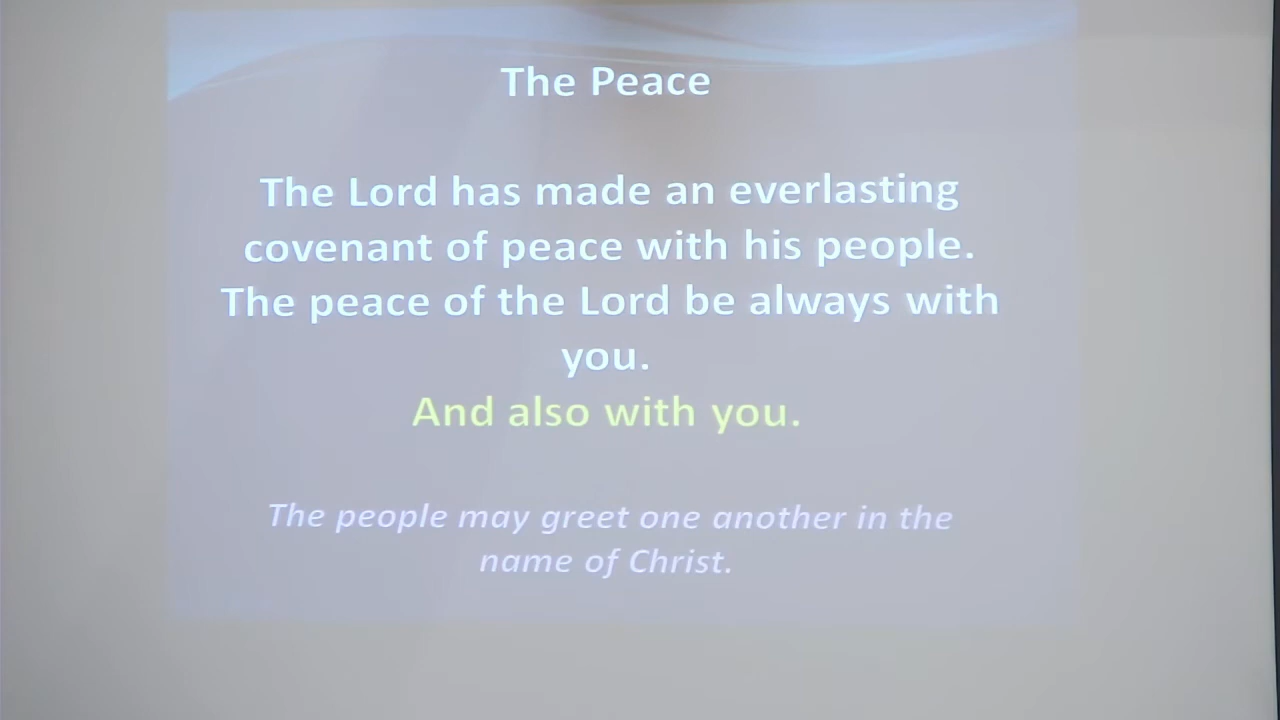 The Peace
The Lord has made an everlasting
covenant of peace with his people.
The peace of the Lord be always with
you.
And also with you.
The people may greet one another in the
name of Christ.